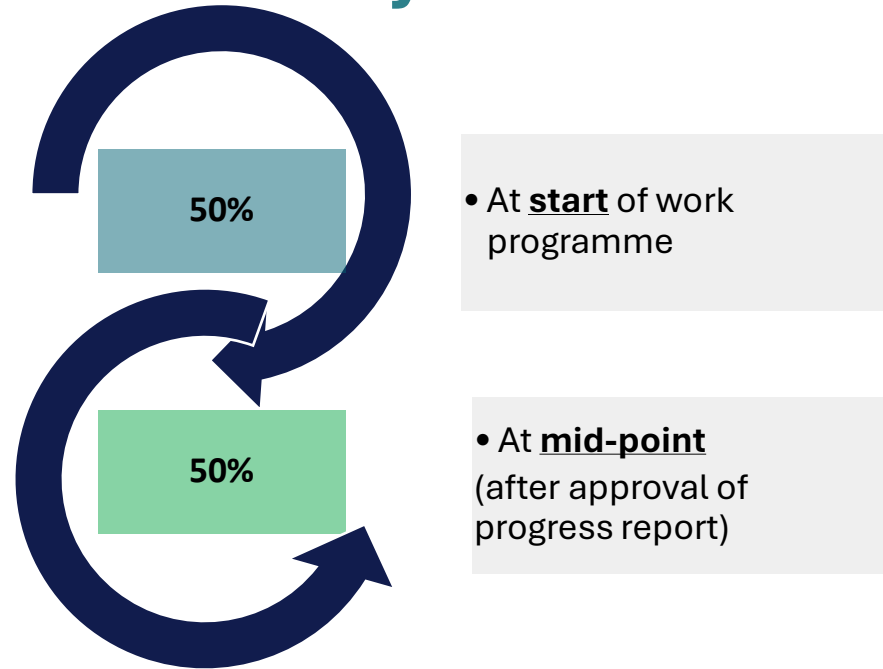 50%
• At start of work
programme
50%
• At mid-point
(after approval of
progress report)